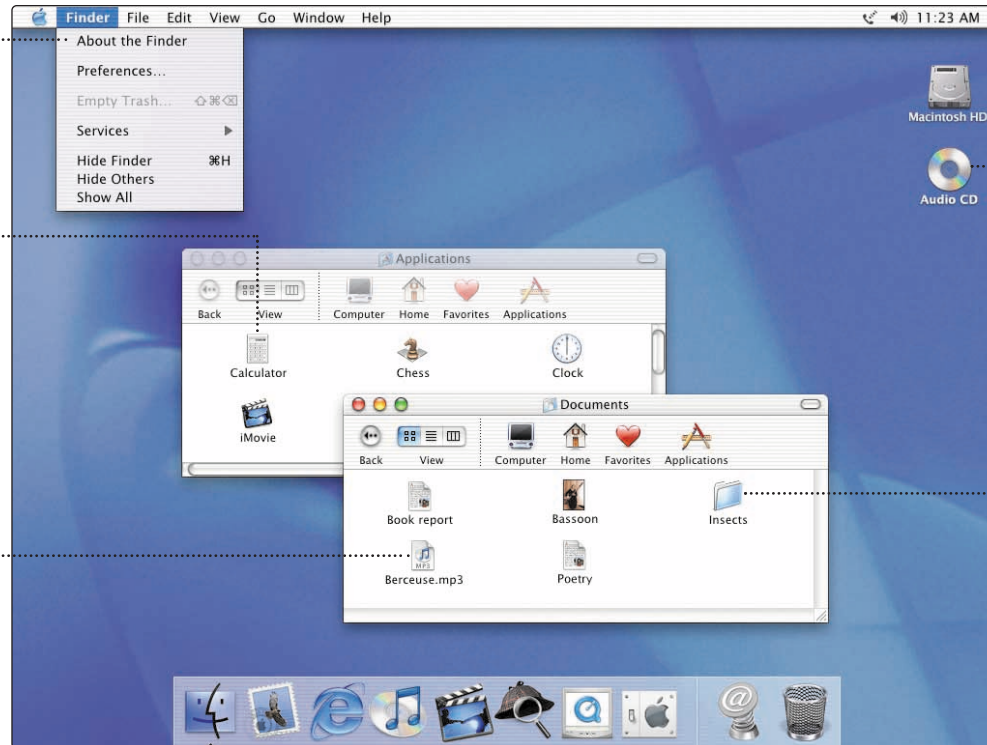 Finder File Edit View Go Window Help 11:23 AM
About the Finder
Preferences...
Empty Trash... ⇧⌘⌫
Services
Hide Finder ⌘H
Hide Others
Show All
Macintosh HD
Audio CD
Applications
Back View Computer Home Favorites Applications
Calculator Chess Clock
iMovie
Documents
Back View Computer Home Favorites Applications
Book report Bassoon Insects
MP3
Berceuse.mp3 Poetry
@